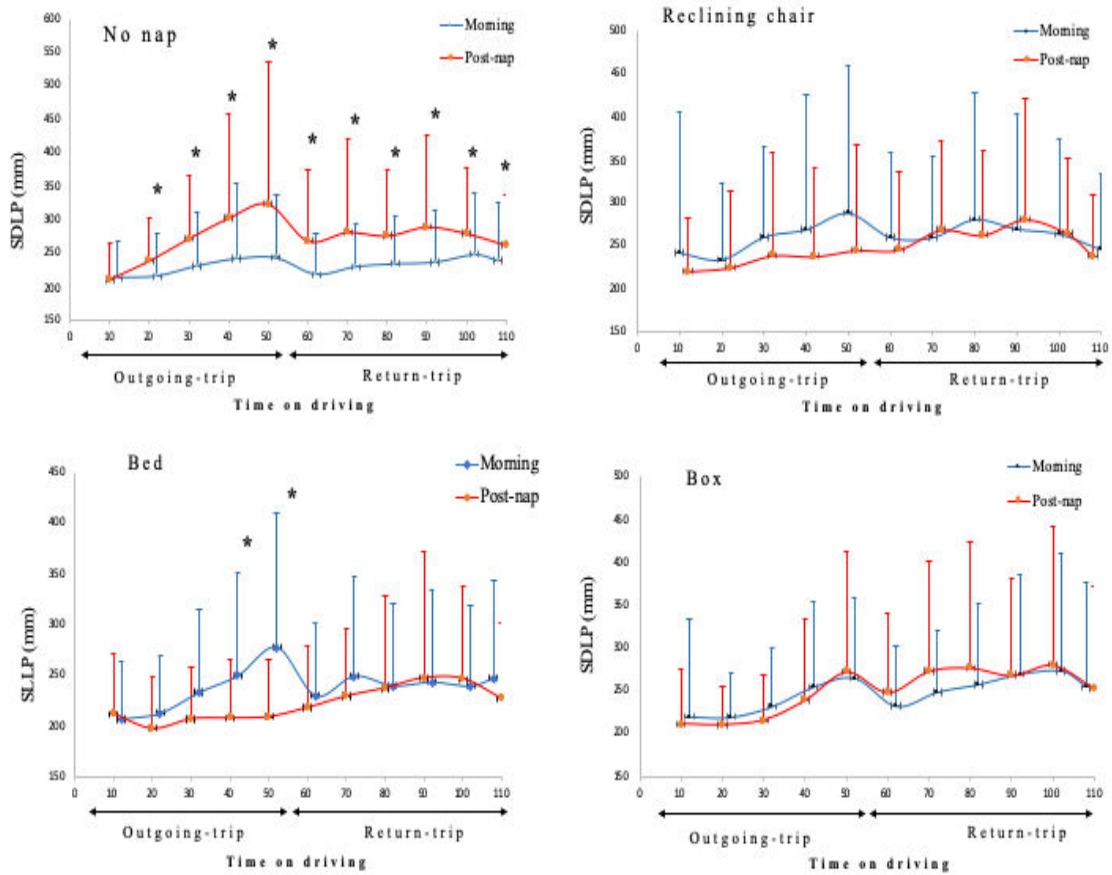 No nap
Morning
Post-nap
600
550
500
450
400
350
300
250
200
150
SDLP (mm)
* * * * * * * * * *
0 10 20 30 40 50 60 70 80 90 100 110
Outgoing-trip Return-trip
Time on driving
Reclining chair
Morning
Post-nap
500
450
400
350
300
250
200
150
SDLP (mm)
0 10 20 30 40 50 60 70 80 90 100 110
Outgoing-trip Return-trip
Time on driving
Bed
Morning
Post-nap
450
400
350
300
250
200
150
SLLP (mm)
* *
0 10 20 30 40 50 60 70 80 90 100 110
Outgoing-trip Return-trip
Time on driving
Box
Morning
Post-nap
500
450
400
350
300
250
200
150
SDLP (mm)
0 10 20 30 40 50 60 70 80 90 100 110
Outgoing-trip Return-trip
Time on driving